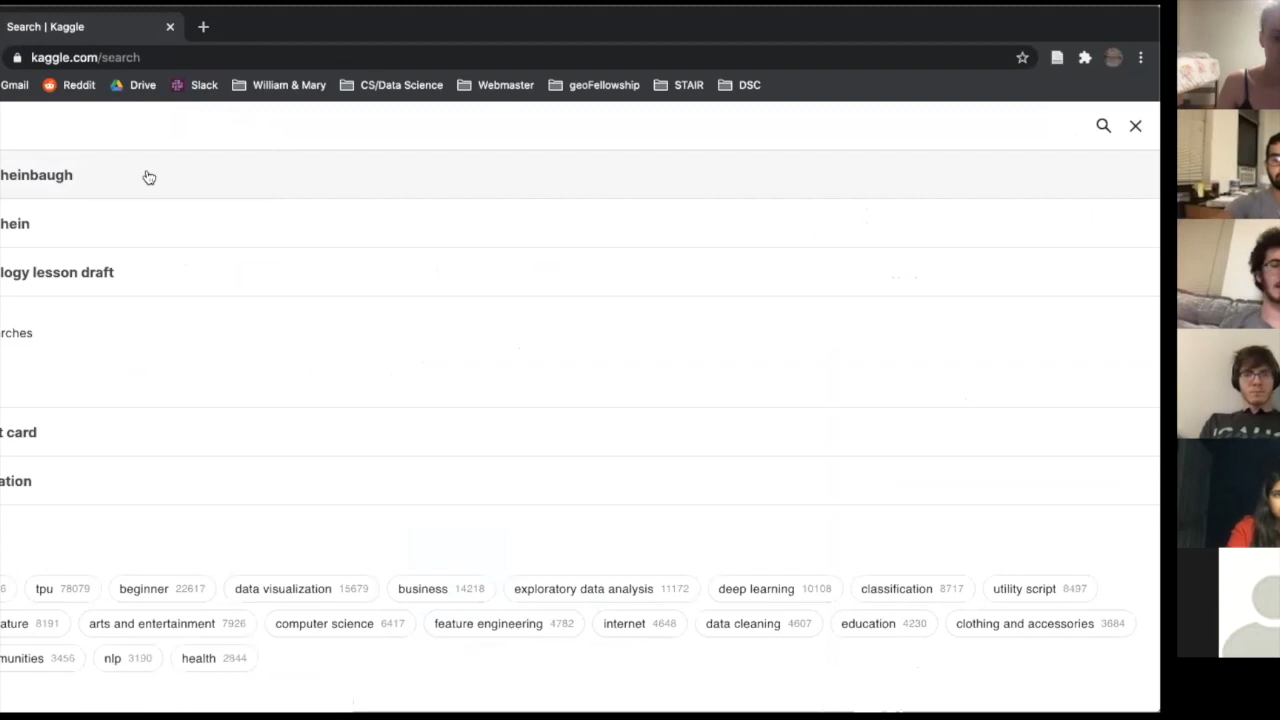 Search | Kaggle
kaggle.com/search
Gmail Reddit Drive Slack William & Mary CS/Data Science Webmaster geoFellowship STAIR DSC
heinbaugh
hein
logy lesson draft
rches
t card
ation
6 tpu 78079 beginner 22617 data visualization 15679 business 14218 exploratory data analysis 11172 deep learning 10108 classification 8717 utility script 8497
ature 8191 arts and entertainment 7926 computer science 6417 feature engineering 4782 internet 4648 data cleaning 4607 education 4230 clothing and accessories 3684
munities 3456 nlp 3190 health 2844